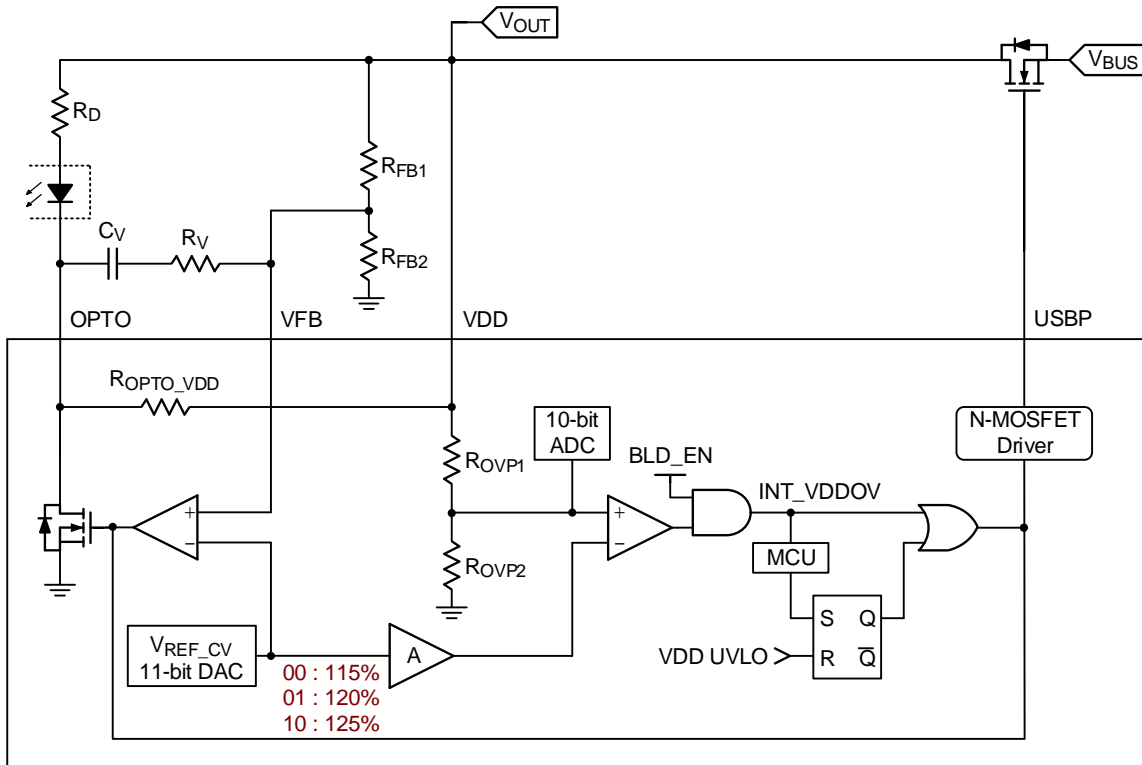 VOUT
VBUS
RD
RFB1
CV
RV
RFB2
OPTO
VFB
VDD
USBP
ROPTO_VDD
10-bit
ADC
N-MOSFET
Driver
ROVP1
BLD_EN
INT_VDDOV
+
−
+
−
MCU
ROVP2
S
Q
VREF_CV
11-bit DAC
A
VDD UVLO
R
Q̅
00 : 115%
01 : 120%
10 : 125%